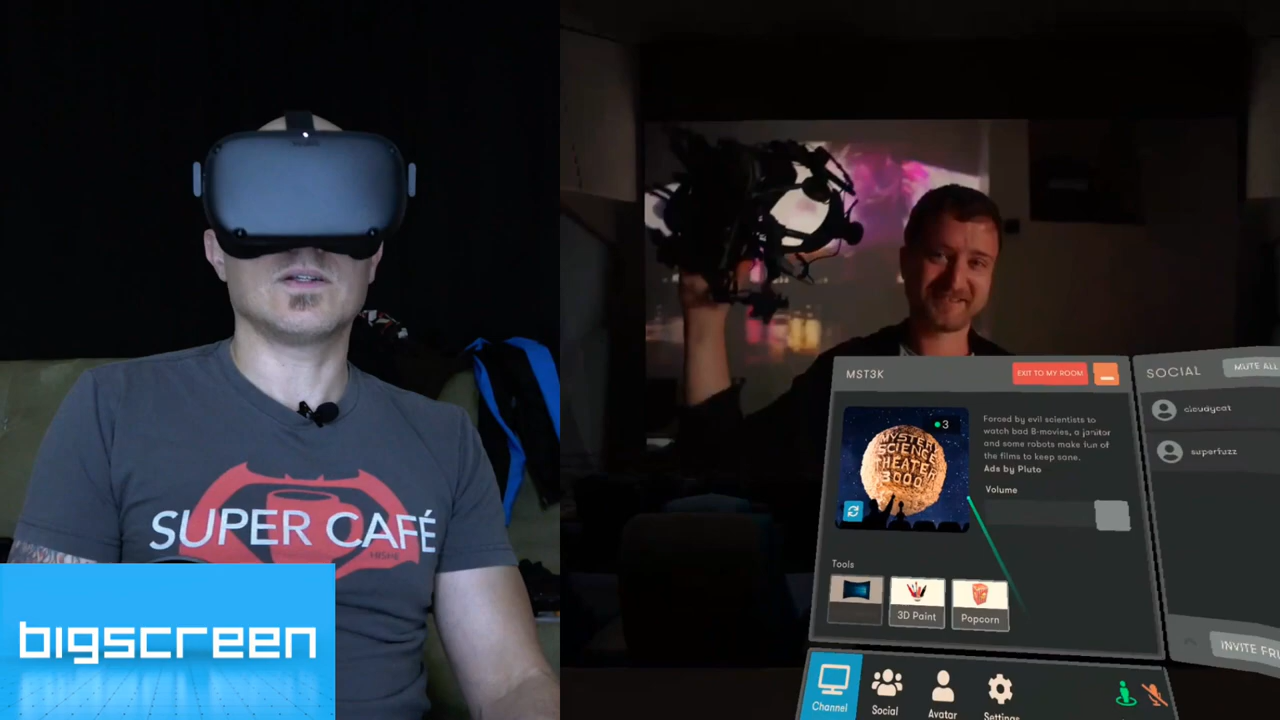 SUPER CAFÉ
HISHE
bigscreen
MST3K
EXIT TO MY ROOM
MYSTERY
SCIENCE
THEATER
3000
3
Forced by evil scientists to
watch bad B-movies, a janitor
and some robots make fun of
the films to keep sane.
Ads by Pluto
Volume
Tools
3D Paint
Popcorn
Channel
Social
Avatar
Settings
SOCIAL
MUTE ALL
cloudycat
superfuzz
INVITE FRI